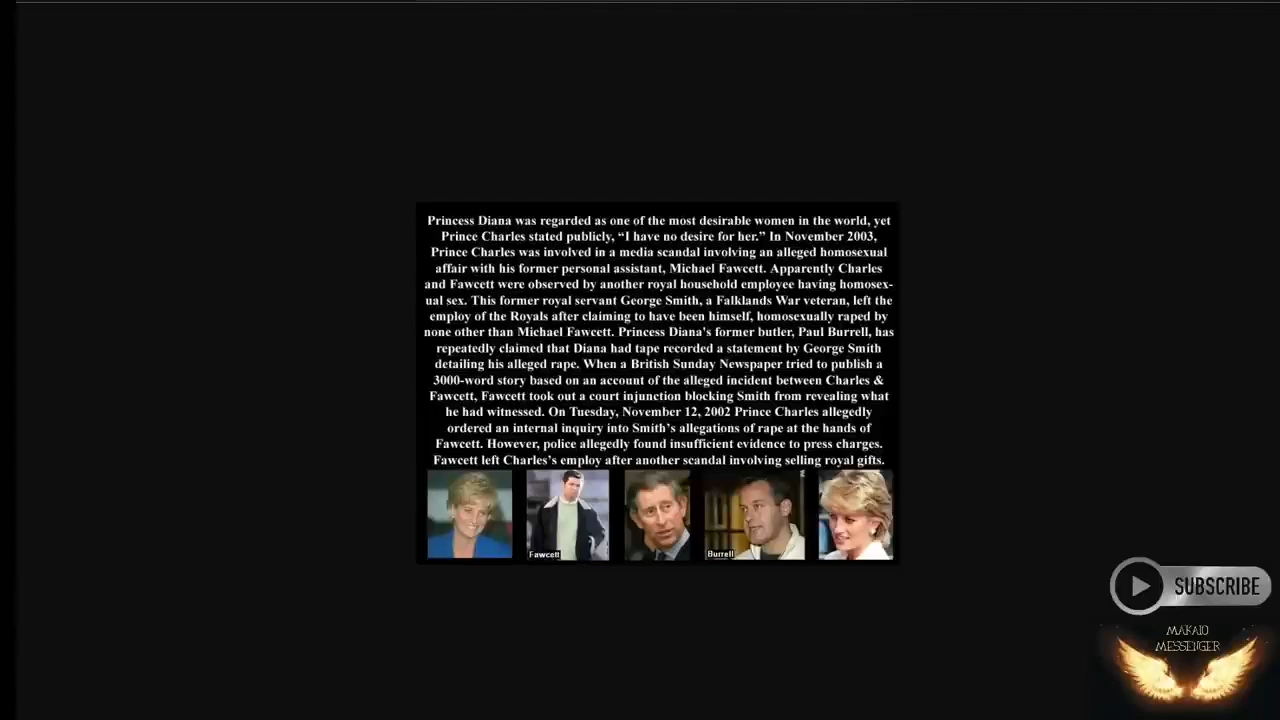 Princess Diana was regarded as one of the most desirable women in the world, yet
Prince Charles stated publicly, “I have no desire for her.” In November 2003,
Prince Charles was involved in a media scandal involving an alleged homosexual
affair with his former personal assistant, Michael Fawcett. Apparently Charles
and Fawcett were observed by another royal household employee having homosex-
ual sex. This former royal servant George Smith, a Falklands War veteran, left the
employ of the Royals after claiming to have been himself, homosexually raped by
none other than Michael Fawcett. Princess Diana's former butler, Paul Burrell, has
repeatedly claimed that Diana had tape recorded a statement by George Smith
detailing his alleged rape. When a British Sunday Newspaper tried to publish a
3000-word story based on an account of the alleged incident between Charles &
Fawcett, Fawcett took out a court injunction blocking Smith from revealing what
he had witnessed. On Tuesday, November 12, 2002 Prince Charles allegedly
ordered an internal inquiry into Smith’s allegations of rape at the hands of
Fawcett. However, police allegedly found insufficient evidence to press charges.
Fawcett left Charles’s employ after another scandal involving selling royal gifts.
Fawcett
Burrell
SUBSCRIBE
MAKAIO
MESSENGER